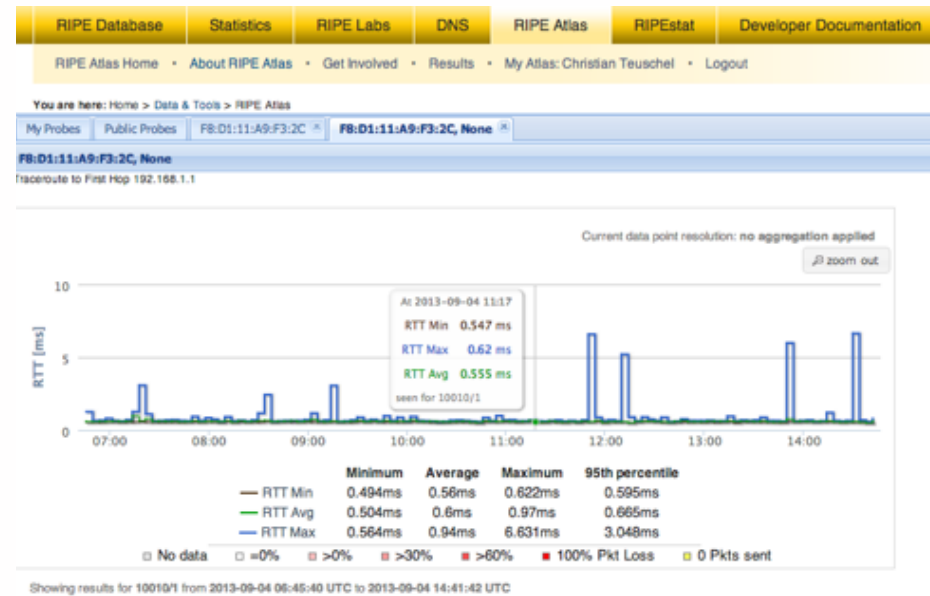 RIPE Database Statistics RIPE Labs DNS RIPE Atlas RIPEstat Developer Documentation
RIPE Atlas Home • About RIPE Atlas • Get Involved • Results • My Atlas: Christian Teuschel • Logout
You are here: Home > Data & Tools > RIPE Atlas
My Probes Public Probes F8:D1:11:A9:F3:2C × F8:D1:11:A9:F3:2C, None ×
F8:D1:11:A9:F3:2C, None
Traceroute to First Hop 192.168.1.1
Current data point resolution: no aggregation applied
zoom out
10
At 2013-09-04 11:17
RTT Min 0.547 ms
RTT Max 0.62 ms
RTT Avg 0.555 ms
seen for 10010/1
RTT [ms]
5
0
07:00 08:00 09:00 10:00 11:00 12:00 13:00 14:00
Minimum Average Maximum 95th percentile
RTT Min 0.494ms 0.56ms 0.622ms 0.595ms
RTT Avg 0.504ms 0.6ms 0.97ms 0.665ms
RTT Max 0.564ms 0.94ms 6.631ms 3.048ms
No data =0% >0% >30% >60% 100% Pkt Loss 0 Pkts sent
Showing results for 10010/1 from 2013-09-04 06:45:40 UTC to 2013-09-04 14:41:42 UTC